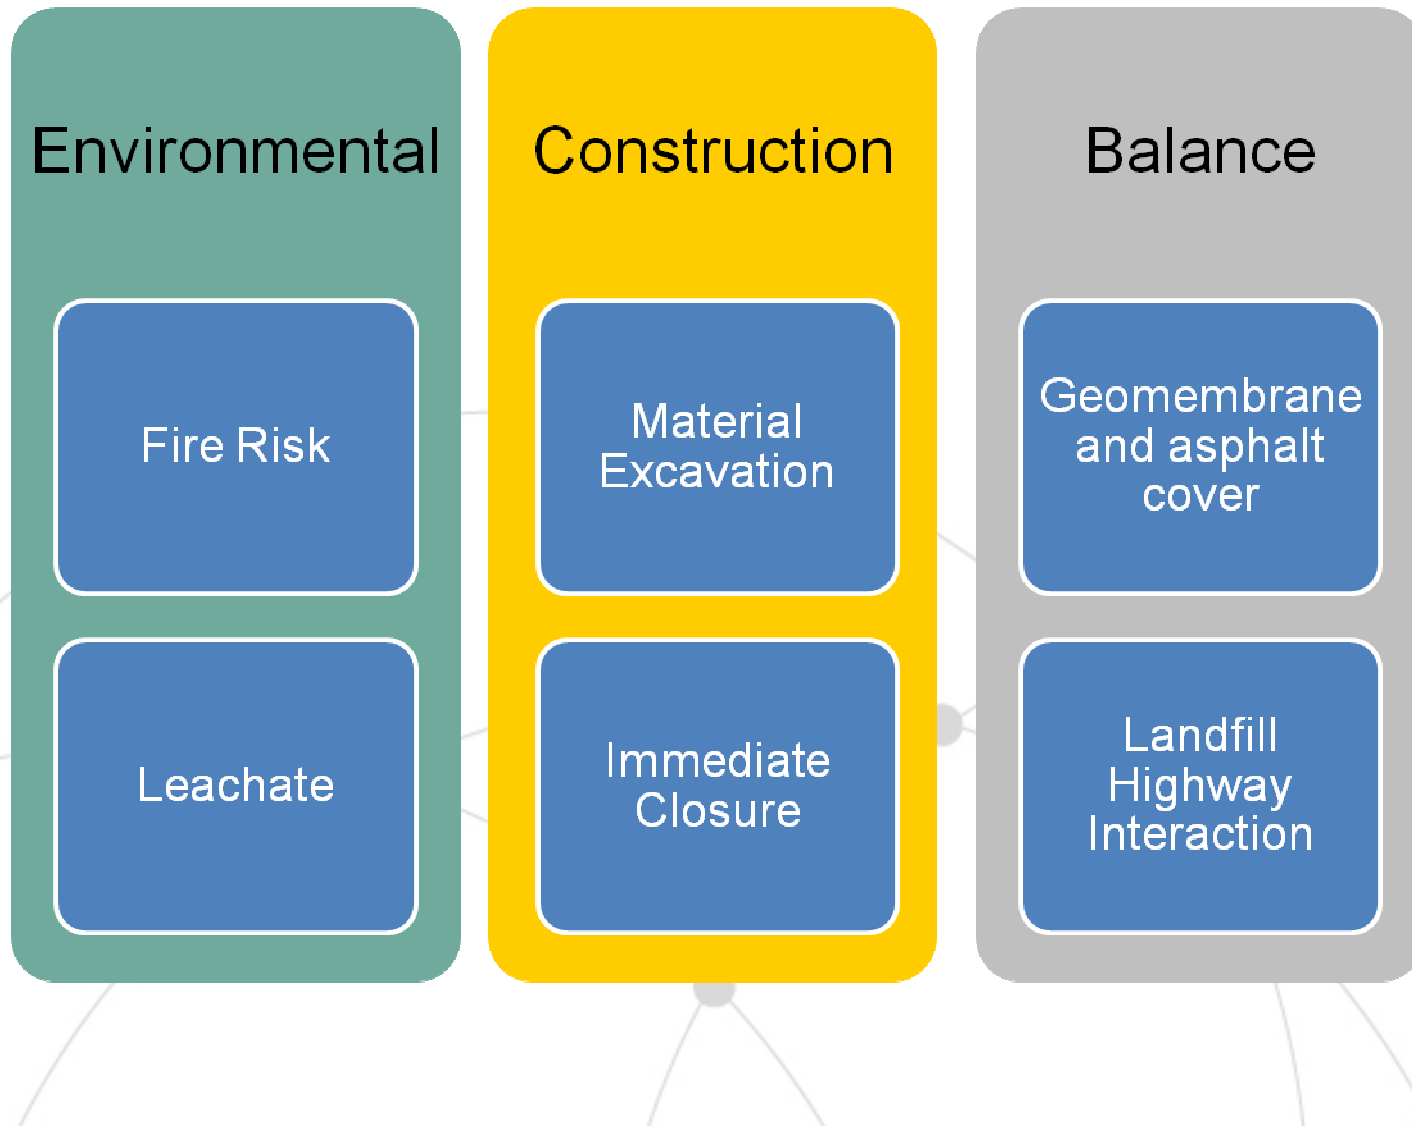 Environmental
Fire Risk
Leachate
Construction
Material
Excavation
Immediate
Closure
Balance
Geomembrane
and asphalt
cover
Landfill
Highway
Interaction